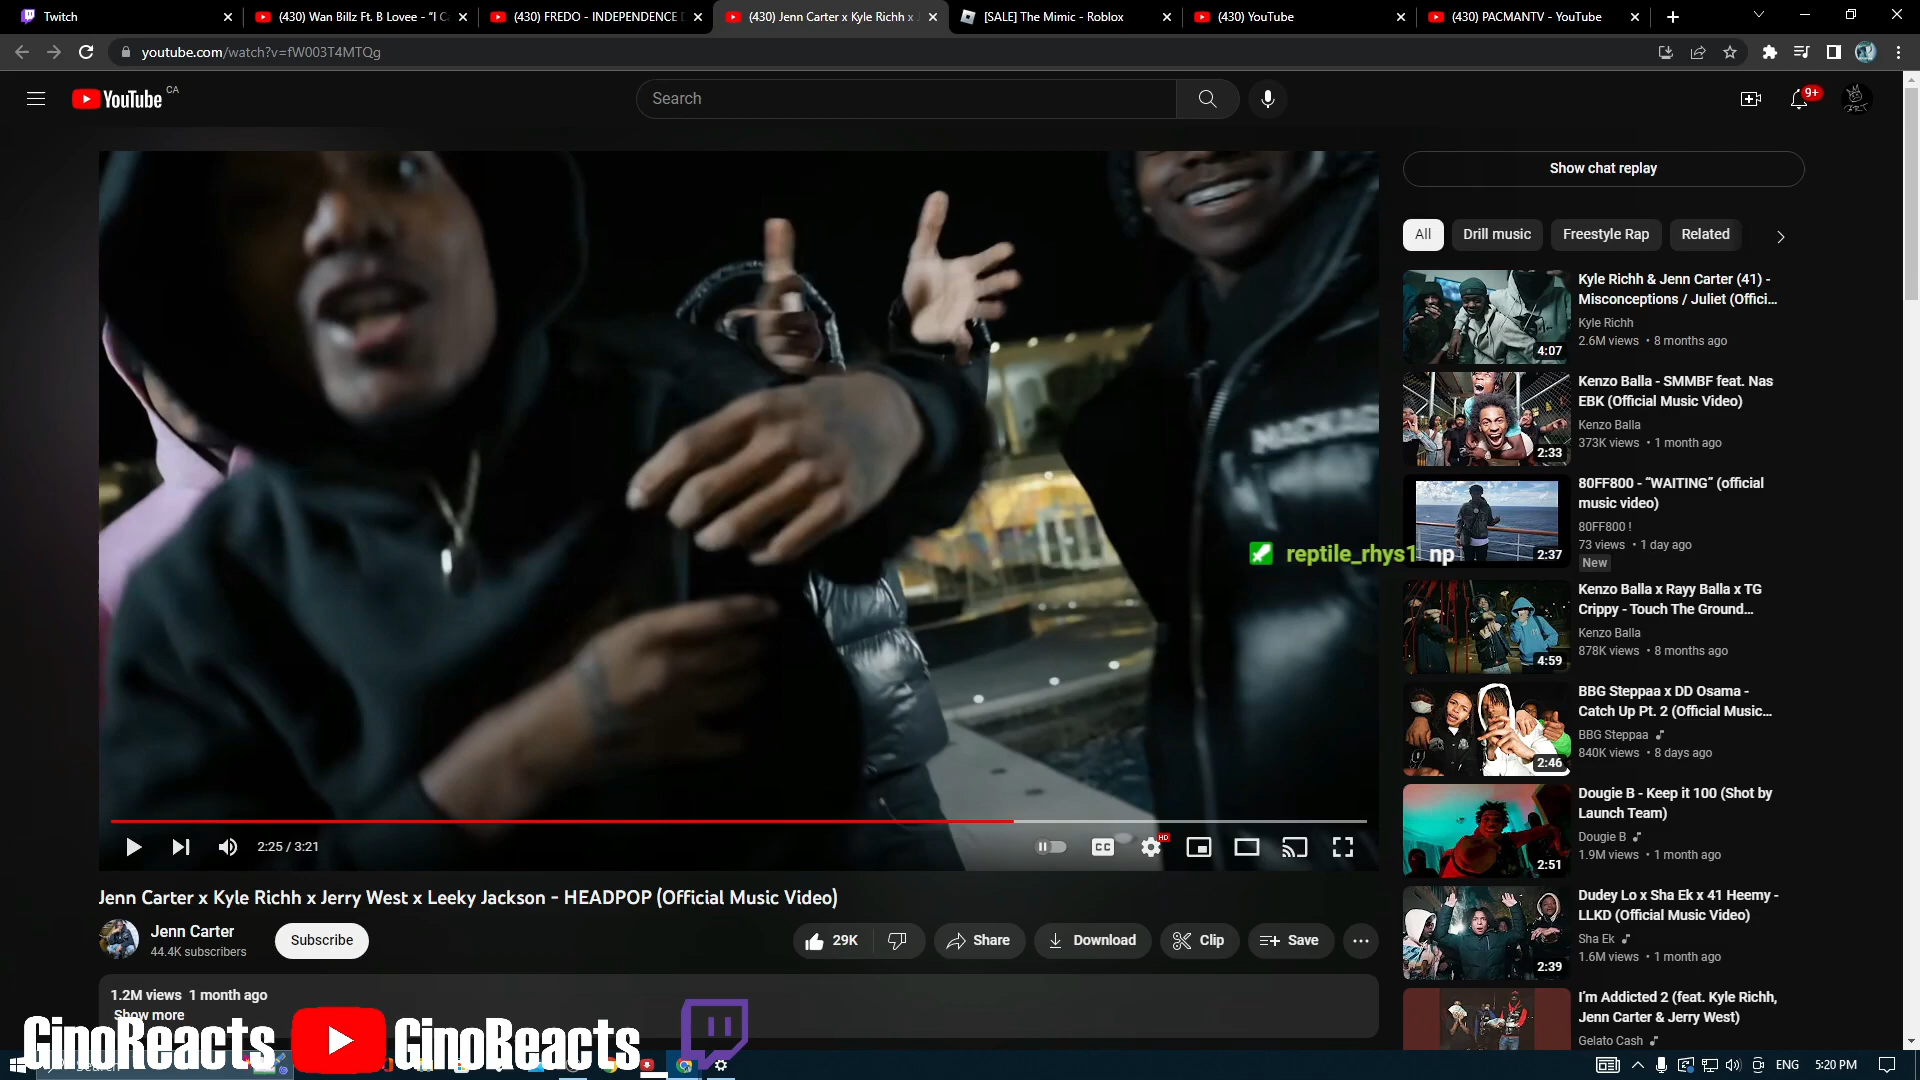 Twitch
(430) Wan Billz Ft. B Lovee - “I C
(430) FREDO - INDEPENDENCE D
(430) Jenn Carter x Kyle Richh x J
[SALE] The Mimic - Roblox
(430) YouTube
(430) PACMANTV - YouTube
youtube.com/watch?v=fW003T4MTQg
YouTube CA
Search
9+
Show chat replay
All
Drill music
Freestyle Rap
Related
Kyle Richh & Jenn Carter (41) -
Misconceptions / Juliet (Offici...
Kyle Richh
2.6M views • 8 months ago
4:07
Kenzo Balla - SMMBF feat. Nas
EBK (Official Music Video)
Kenzo Balla
373K views • 1 month ago
2:33
80FF800 - “WAITING” (official
music video)
80FF800 !
73 views • 1 day ago
2:37
New
reptile_rhys1 np
Kenzo Balla x Rayy Balla x TG
Crippy - Touch The Ground...
Kenzo Balla
878K views • 8 months ago
4:59
BBG Steppaa x DD Osama -
Catch Up Pt. 2 (Official Music...
BBG Steppaa
840K views • 8 days ago
2:46
Dougie B - Keep it 100 (Shot by
Launch Team)
Dougie B
1.9M views • 1 month ago
2:51
Dudey Lo x Sha Ek x 41 Heemy -
LLKD (Official Music Video)
Sha Ek
1.6M views • 1 month ago
2:39
I’m Addicted 2 (feat. Kyle Richh,
Jenn Carter & Jerry West)
Gelato Cash
2:25 / 3:21
CC
HD
Jenn Carter x Kyle Richh x Jerry West x Leeky Jackson - HEADPOP (Official Music Video)
Jenn Carter
44.4K subscribers
Subscribe
29K
Share
Download
Clip
Save
1.2M views 1 month ago
Show more
GinoReacts
GinoReacts
ENG
5:20 PM